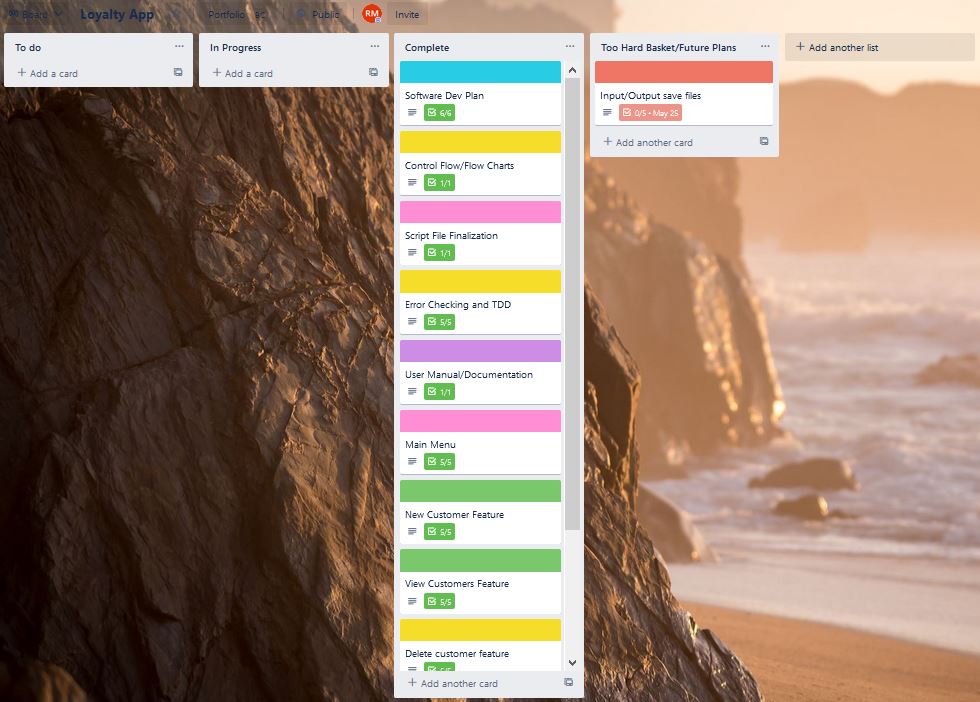 Board
Loyalty App
Portfolio
BC
Public
RM
Invite
To do
+ Add a card
In Progress
+ Add a card
Complete
Software Dev Plan
6/6
Control Flow/Flow Charts
1/1
Script File Finalization
1/1
Error Checking and TDD
5/5
User Manual/Documentation
1/1
Main Menu
5/5
New Customer Feature
5/5
View Customers Feature
5/5
Delete customer feature
5/5
+ Add another card
Too Hard Basket/Future Plans
Input/Output save files
0/5 • May 25
+ Add another card
+ Add another list